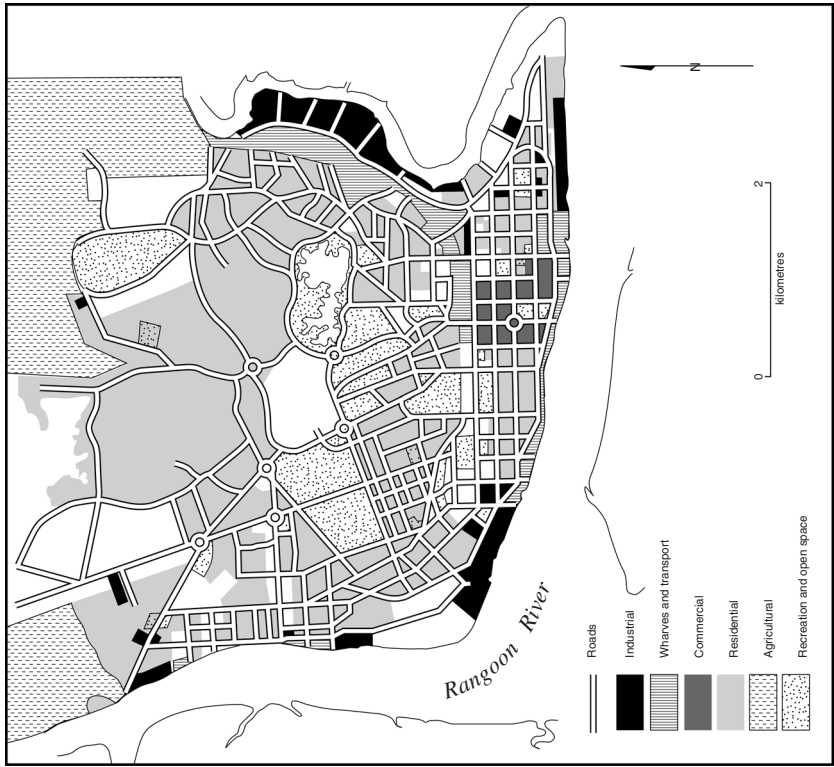 N
2
0
kilometres
Rangoon River
Roads
Industrial
Wharves and transport
Commercial
Residential
Agricultural
Recreation and open space